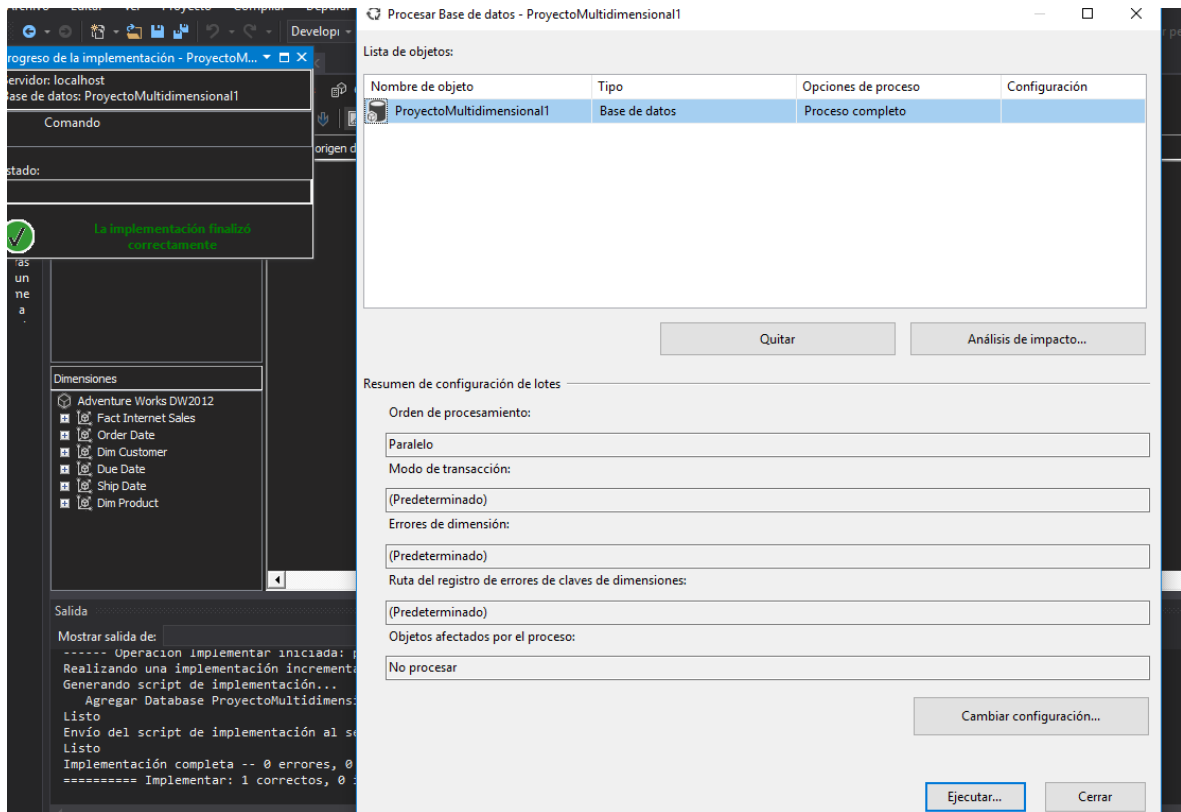 Procesar Base de datos - ProyectoMultidimensional1
Developi
rogreso de la implementación - ProyectoM...
ervidor: localhost
ase de datos: ProyectoMultidimensional1
Comando
stado:
La implementación finalizó
correctamente
origen d
ras
un
me
a
Lista de objetos:
Nombre de objeto Tipo Opciones de proceso Configuración
ProyectoMultidimensional1 Base de datos Proceso completo
Quitar Análisis de impacto...
Resumen de configuración de lotes
Orden de procesamiento:
Paralelo
Modo de transacción:
(Predeterminado)
Errores de dimensión:
(Predeterminado)
Ruta del registro de errores de claves de dimensiones:
(Predeterminado)
Objetos afectados por el proceso:
No procesar
Cambiar configuración...
Ejecutar... Cerrar
Dimensiones
Adventure Works DW2012
Fact Internet Sales
Order Date
Dim Customer
Due Date
Ship Date
Dim Product
Salida
Mostrar salida de:
------ Operación Implementar iniciada: p
Realizando una implementación incrementa
Generando script de implementación...
Agregar Database ProyectoMultidimensi
Listo
Envío del script de implementación al se
Listo
Implementación completa -- 0 errores, 0
========== Implementar: 1 correctos, 0